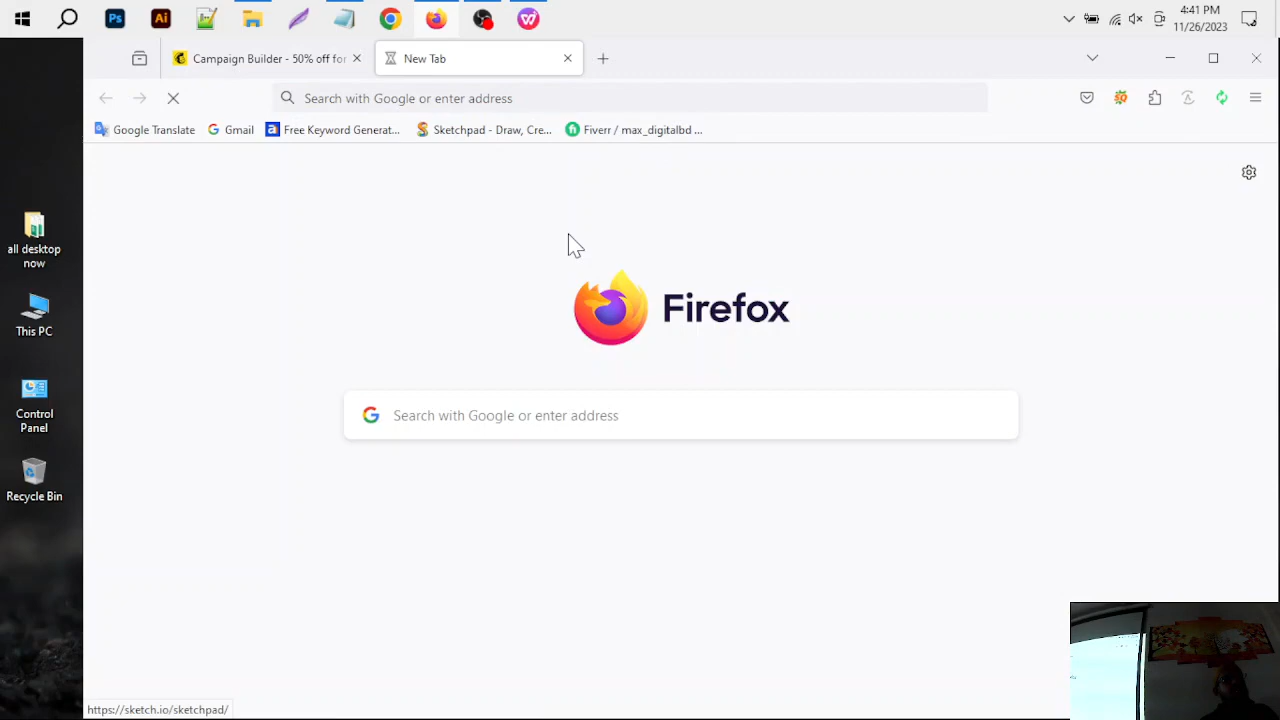 Ps
Ai
4:41 PM
11/26/2023
Campaign Builder - 50% off for
New Tab
Search with Google or enter address
Google Translate
Gmail
Free Keyword Generat...
Sketchpad - Draw, Cre...
Fiverr / max_digitalbd ...
all desktop
now
Firefox
This PC
Search with Google or enter address
Control
Panel
Recycle Bin
https://sketch.io/sketchpad/